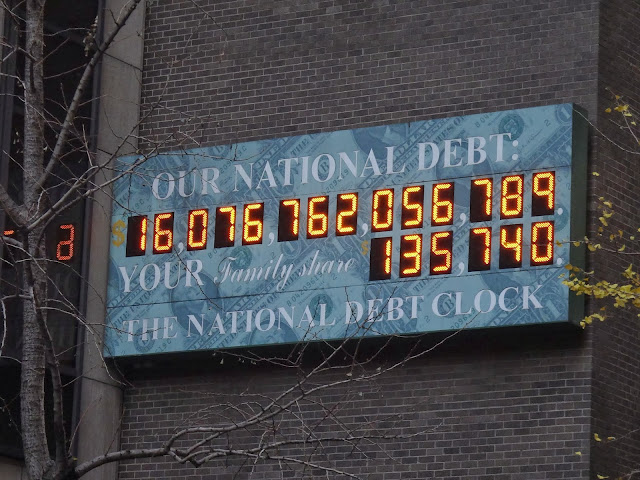 OUR NATIONAL DEBT:
$16,076,762,056,789.
YOUR Family share $135,740.
THE NATIONAL DEBT CLOCK